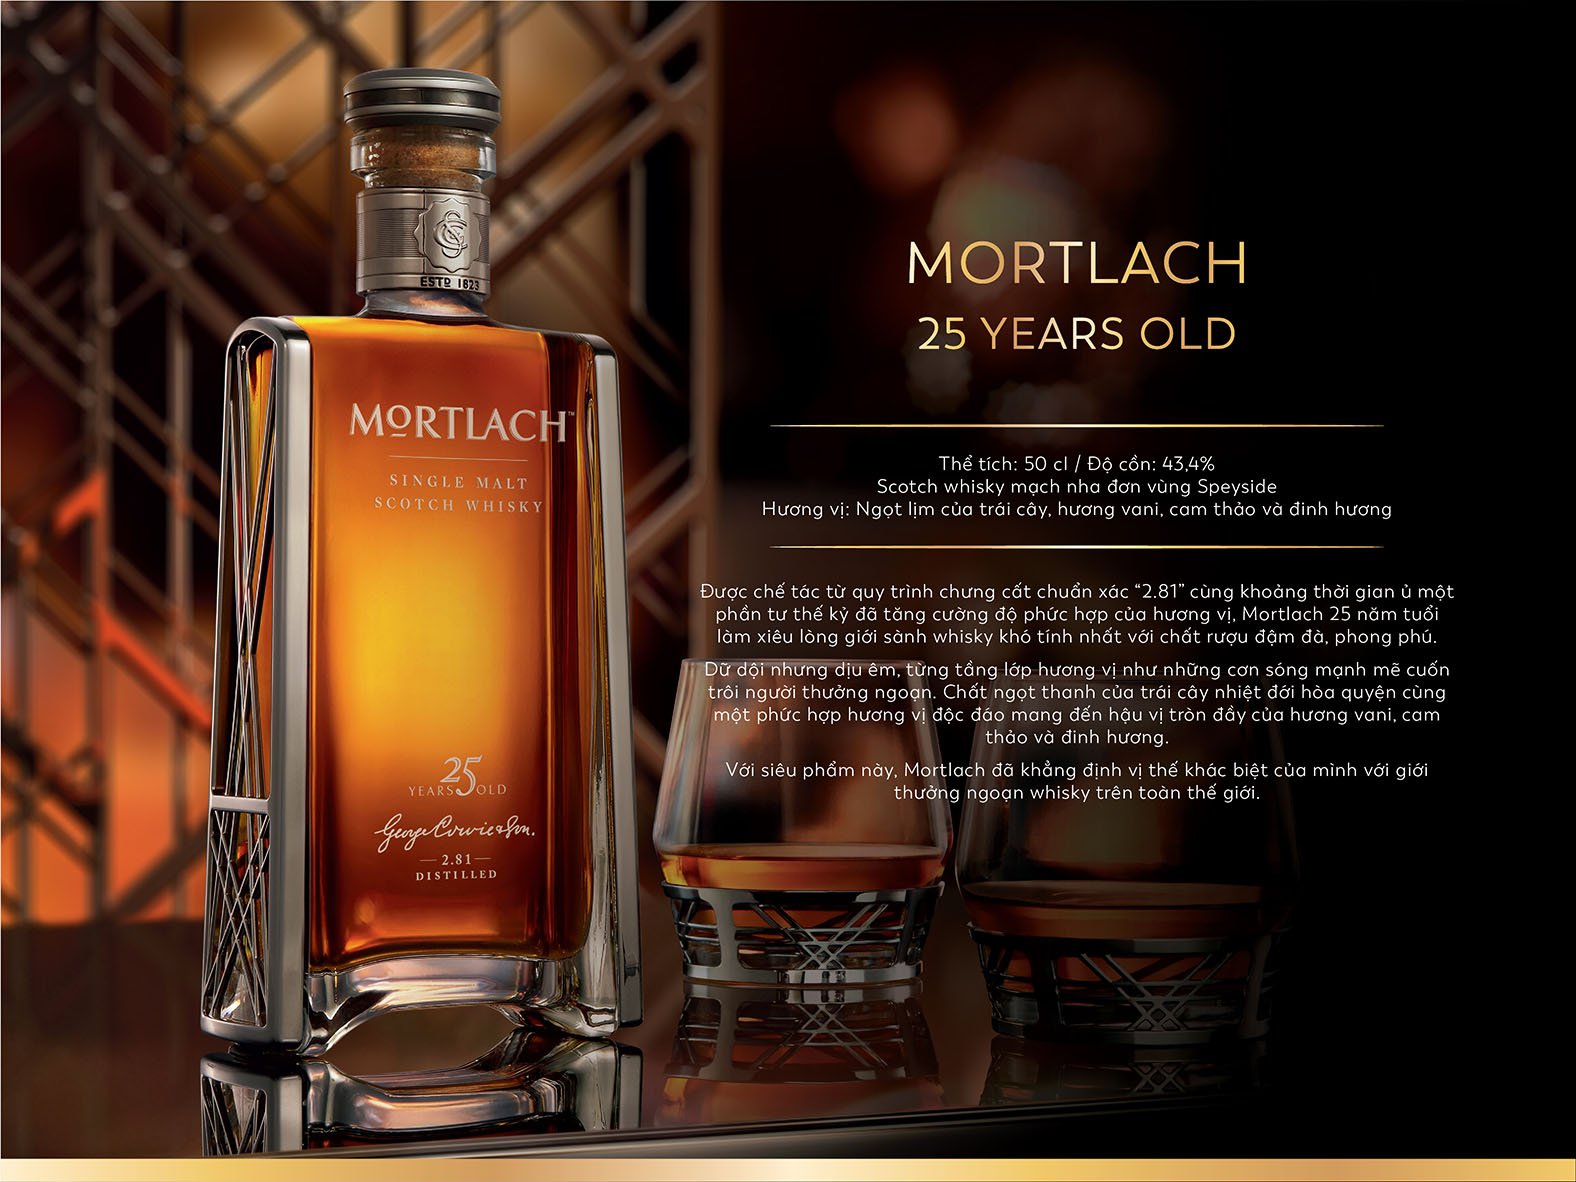 ESTD 1823
MORTLACH™
SINGLE MALT
SCOTCH WHISKY
25
YEARS OLD
George Cowie & Son.
2.81
DISTILLED
MORTLACH
25 YEARS OLD
Thể tích: 50 cl / Độ cồn: 43,4%
Scotch whisky mạch nha đơn vùng Speyside
Hương vị: Ngọt lịm của trái cây, hương vani, cam thảo và đinh hương
Được chế tác từ quy trình chưng cất chuẩn xác “2.81” cùng khoảng thời gian ủ một
phần tư thế kỷ đã tăng cường độ phức hợp của hương vị, Mortlach 25 năm tuổi
làm xiêu lòng giới sành whisky khó tính nhất với chất rượu đậm đà, phong phú.
Dữ dội nhưng dịu êm, từng tầng lớp hương vị như những cơn sóng mạnh mẽ cuốn
trôi người thưởng ngoạn. Chất ngọt thanh của trái cây nhiệt đới hòa quyện cùng
một phức hợp hương vị độc đáo mang đến hậu vị tròn đầy của hương vani, cam
thảo và đinh hương.
Với siêu phẩm này, Mortlach đã khẳng định vị thế khác biệt của mình với giới
thưởng ngoạn whisky trên toàn thế giới.